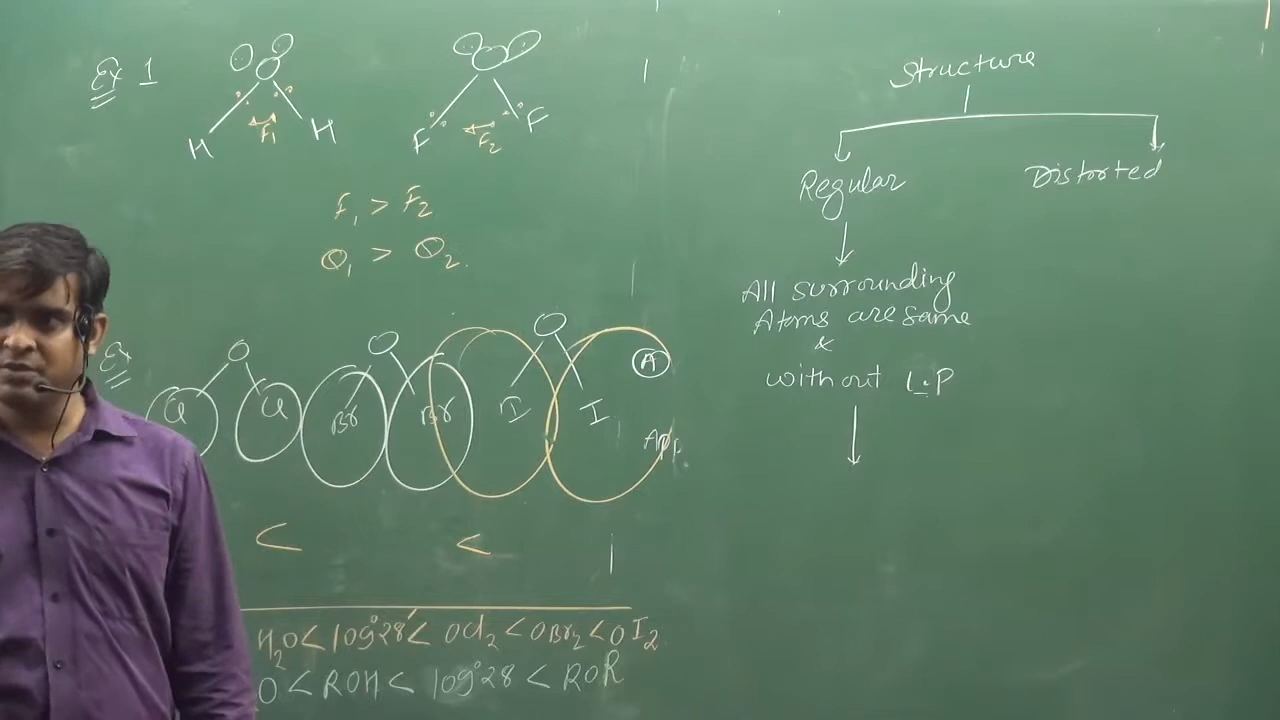 Ex 1
H F₁ H
F F₂ F
F₁ > F₂
θ₁ > θ₂
Ex
Cl O Cl Br O Br I O I A
<  <
H₂O < 109°28' < OCl₂ < OBr₂ < OI₂
O < ROH < 109°28 < ROR
Structure
Regular Distorted
All surrounding
Atoms are same
&
without L.P